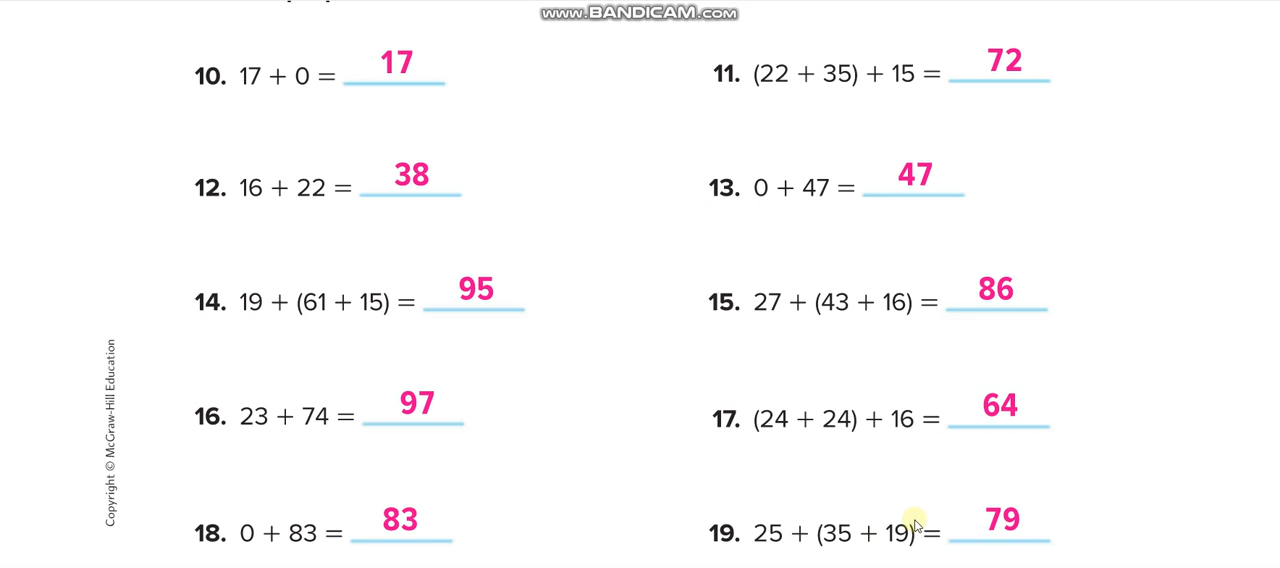 www.BANDICAM.com
10. 17 + 0 = 17
11. (22 + 35) + 15 = 72
12. 16 + 22 = 38
13. 0 + 47 = 47
14. 19 + (61 + 15) = 95
15. 27 + (43 + 16) = 86
16. 23 + 74 = 97
17. (24 + 24) + 16 = 64
18. 0 + 83 = 83
19. 25 + (35 + 19) = 79
Copyright © McGraw-Hill Education